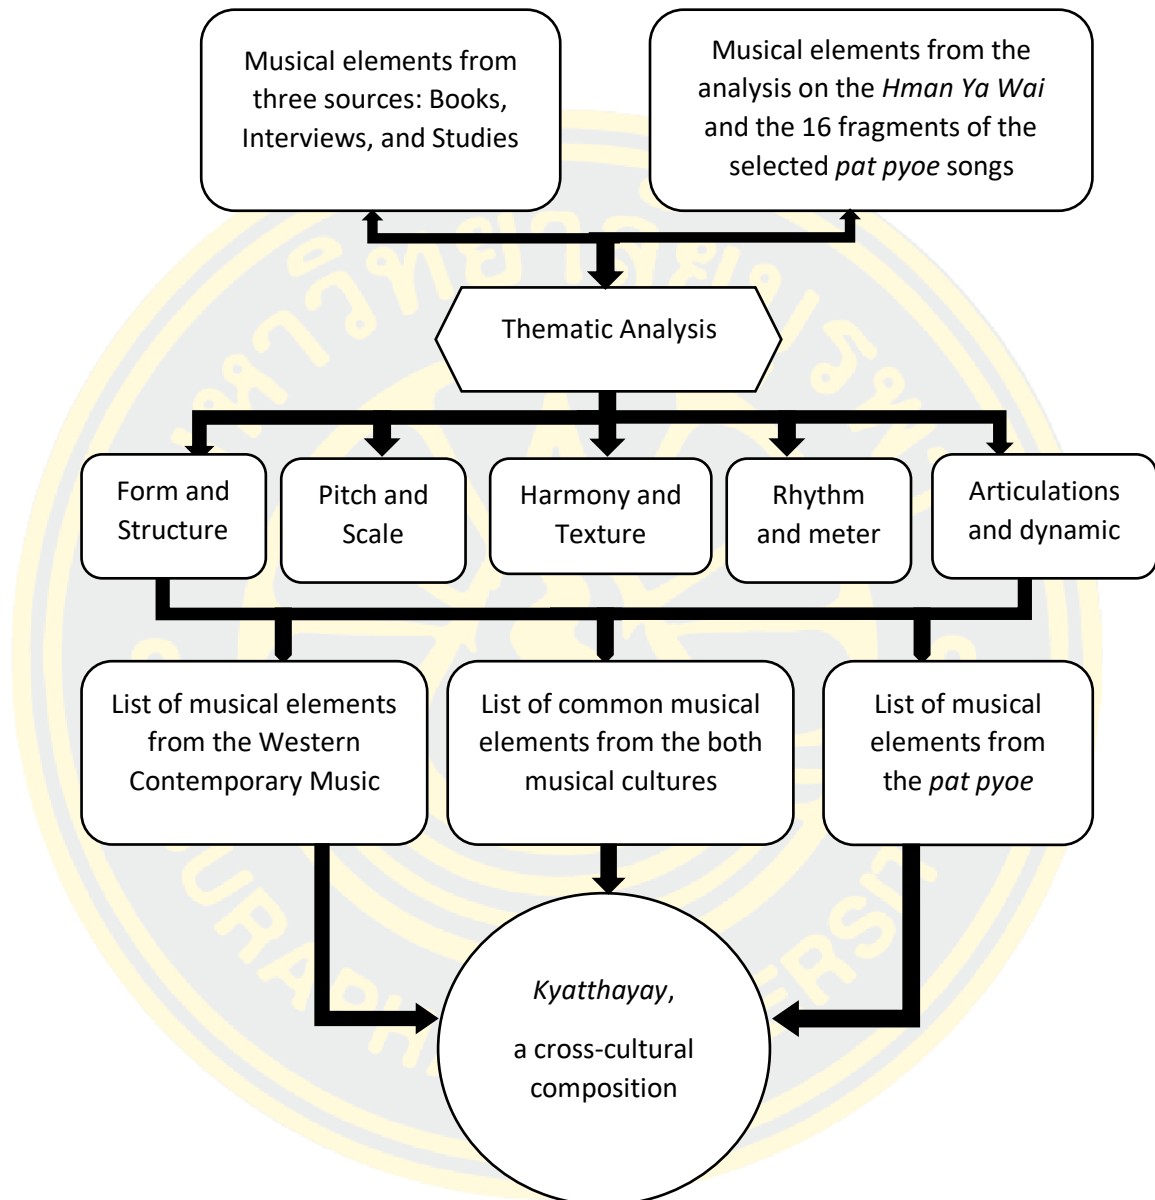 Musical elements from
three sources: Books,
Interviews, and Studies
Musical elements from the
analysis on the Hman Ya Wai
and the 16 fragments of the
selected pat pyoe songs
Thematic Analysis
Form and
Structure
Pitch and
Scale
Harmony and
Texture
Rhythm
and meter
Articulations
and dynamic
List of musical elements
from the Western
Contemporary Music
List of common musical
elements from the both
musical cultures
List of musical
elements from
the pat pyoe
Kyatthayay,
a cross-cultural
composition